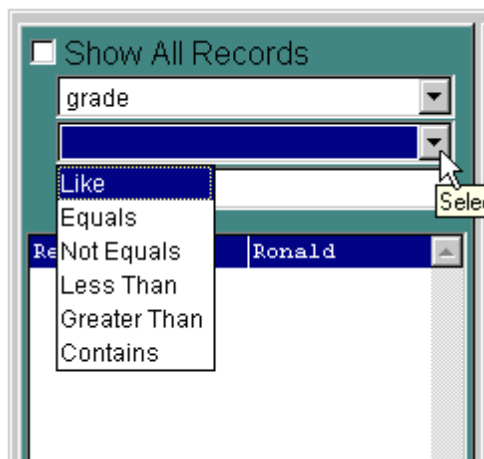 Show All Records
grade
Like
Equals
Not Equals
Less Than
Greater Than
Contains
Ronald